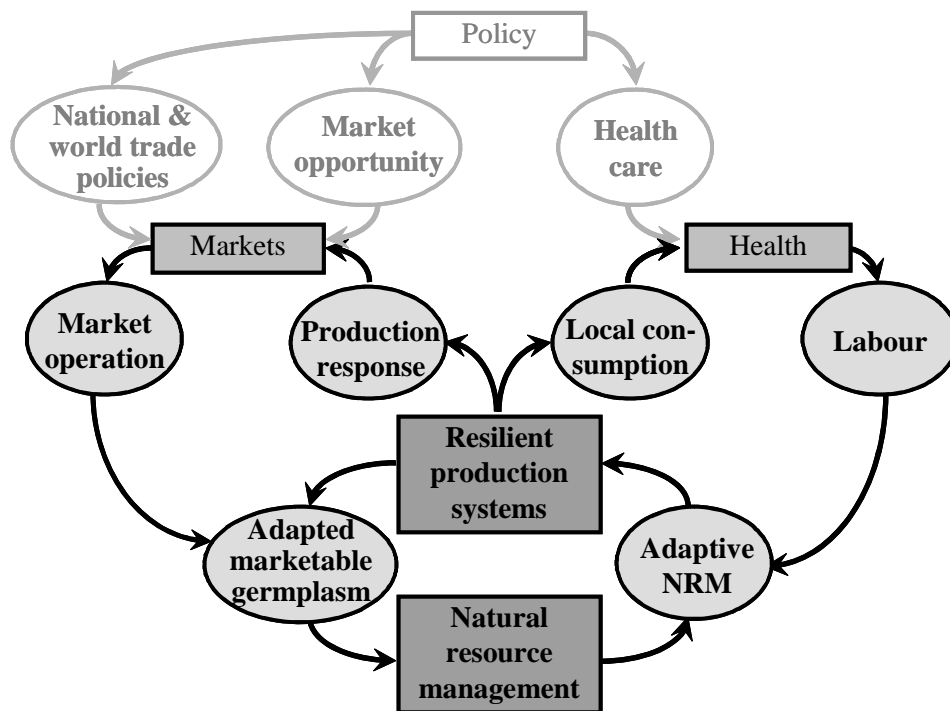 Policy
National &
world trade
policies
Market
opportunity
Health
care
Markets
Health
Market
operation
Production
response
Local con-
sumption
Labour
Resilient
production
systems
Adapted
marketable
germplasm
Adaptive
NRM
Natural
resource
management